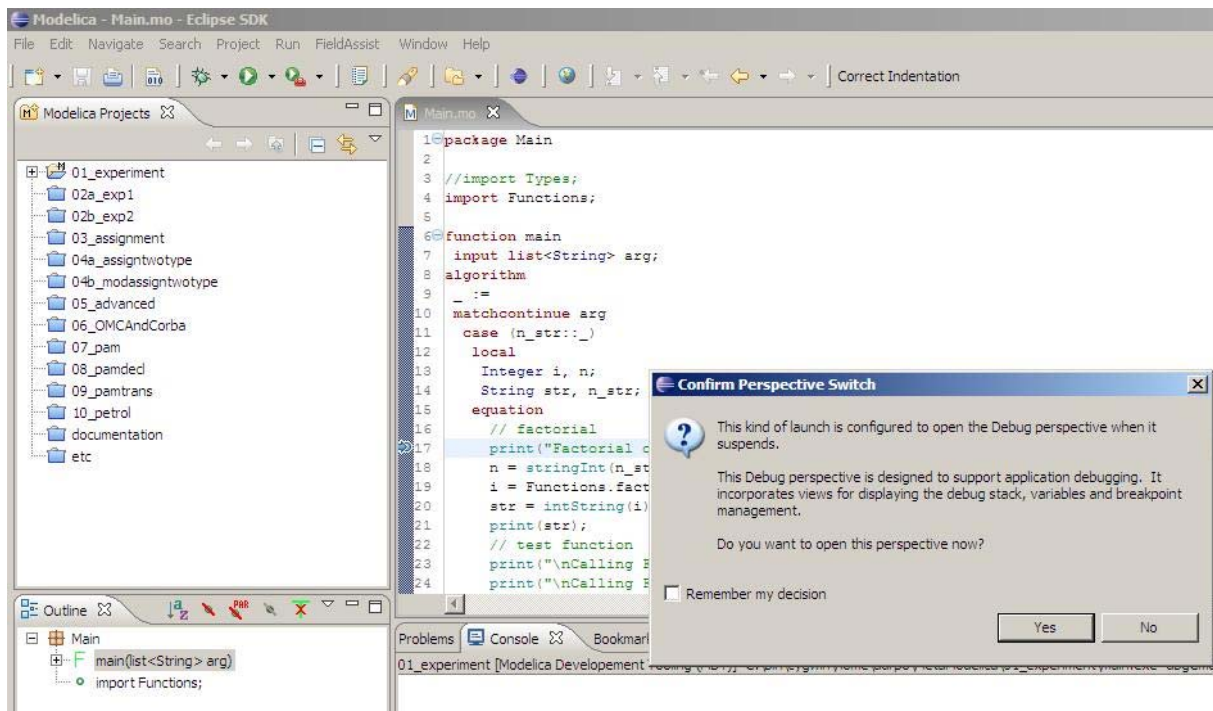 Modelica - Main.mo - Eclipse SDK
File Edit Navigate Search Project Run FieldAssist Window Help
Correct Indentation
Modelica Projects
01_experiment
02a_exp1
02b_exp2
03_assignment
04a_assigntwotype
04b_modassigntwotype
05_advanced
06_OMCAndCorba
07_pam
08_pamdecl
09_pamtrans
10_petrol
documentation
etc
Main.mo
1 package Main
2
3 //import Types;
4 import Functions;
5
6 function main
7 input list<String> arg;
8 algorithm
9 _ :=
10 matchcontinue arg
11 case (n_str::_)
12 local
13 Integer i, n;
14 String str, n_str;
15 equation
16 // factorial
17 print("Factorial
18 n = stringInt(n_st
19 i = Functions.fact
20 str = intString(i)
21 print(str);
22 // test function
23 print("\nCalling
24 print("\nCalling
Confirm Perspective Switch
This kind of launch is configured to open the Debug perspective when it
suspends.
This Debug perspective is designed to support application debugging. It
incorporates views for displaying the debug stack, variables and breakpoint
management.
Do you want to open this perspective now?
Remember my decision
Yes No
Outline
Main
main(list<String> arg)
import Functions;
Problems Console Bookmar
01_experiment [Modelica Developement